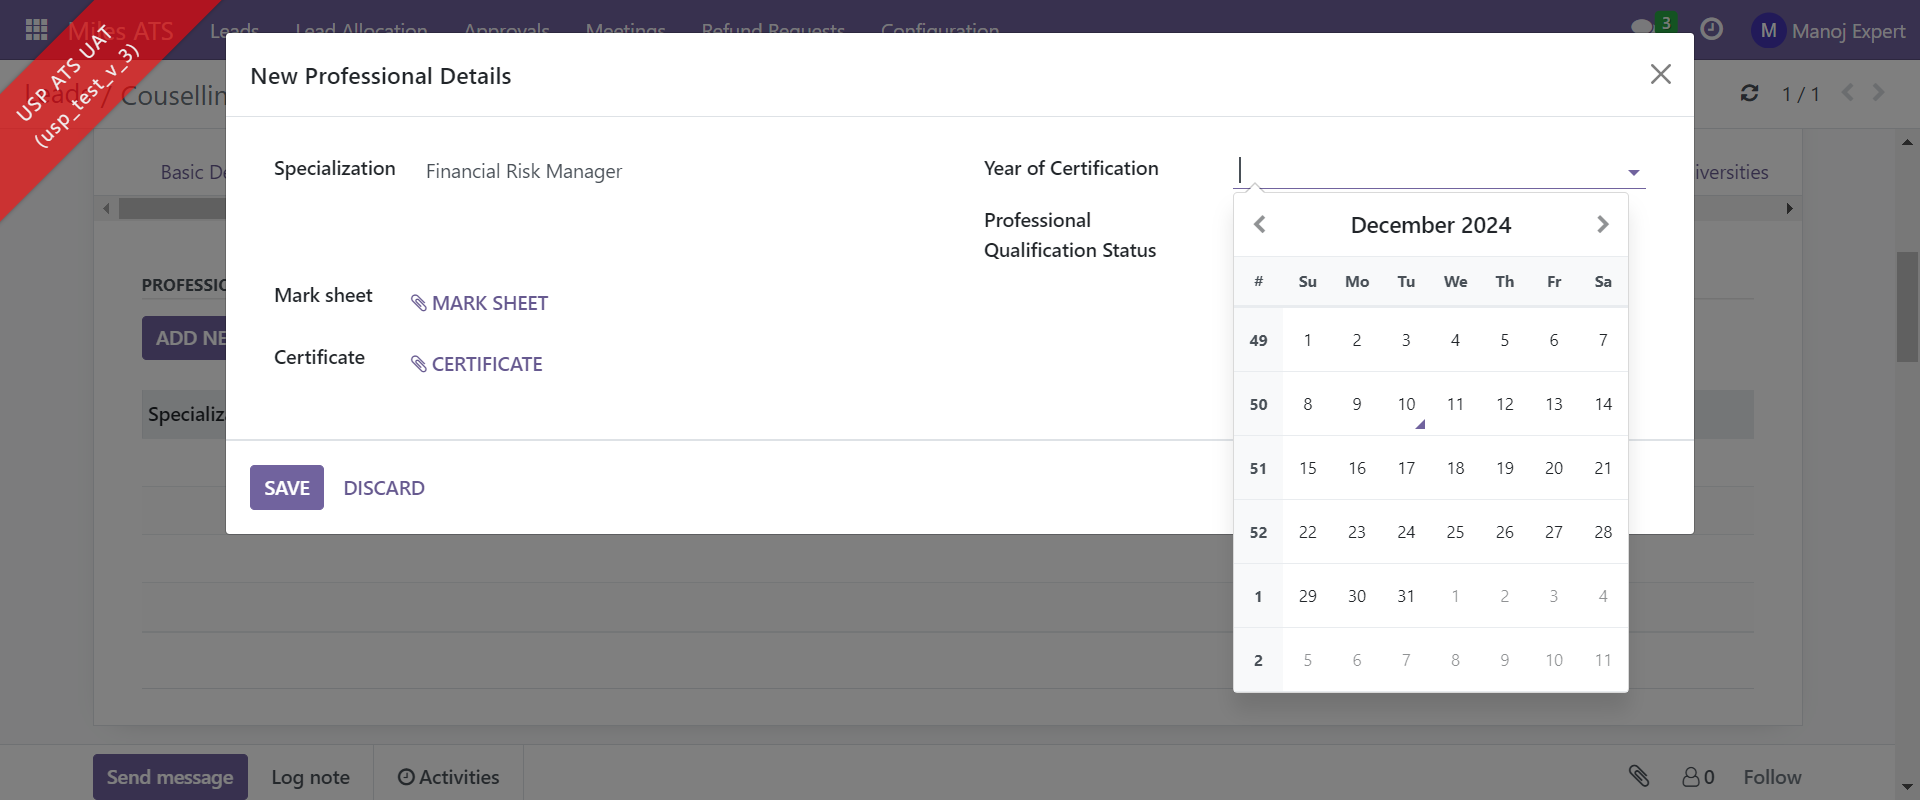 Miles ATS Leads Lead Allocation Approvals Meetings Refund Requests Configuration 3 M Manoj Expert
USP ATS UAT
(usp_test_v_3)
Leads / Cousellin
1 / 1
New Professional Details
Basic De
iversities
Specialization Financial Risk Manager
Year of Certification
Professional
Qualification Status
Mark sheet MARK SHEET
Certificate CERTIFICATE
PROFESSIO
ADD NE
Specializa
SAVE DISCARD
December 2024
# Su Mo Tu We Th Fr Sa
49 1 2 3 4 5 6 7
50 8 9 10 11 12 13 14
51 15 16 17 18 19 20 21
52 22 23 24 25 26 27 28
1 29 30 31 1 2 3 4
2 5 6 7 8 9 10 11
Send message Log note Activities 0 Follow